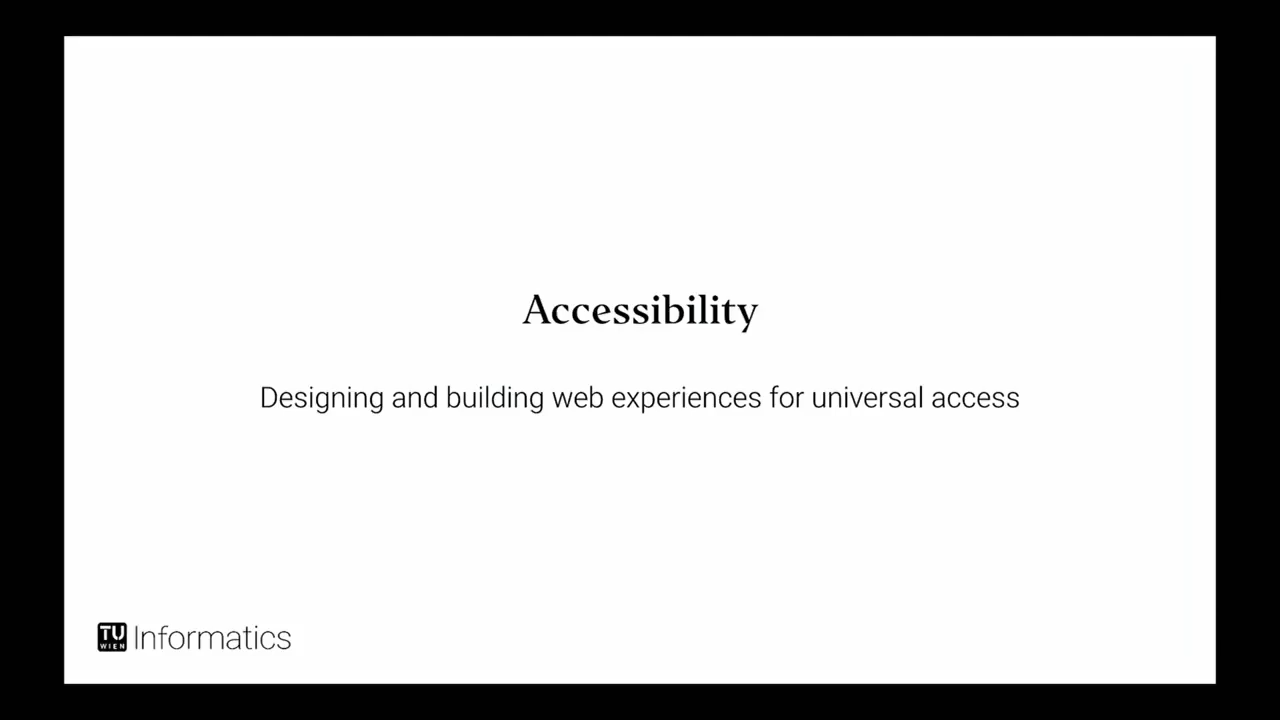 Accessibility
Designing and building web experiences for universal access
TU
WIEN
Informatics